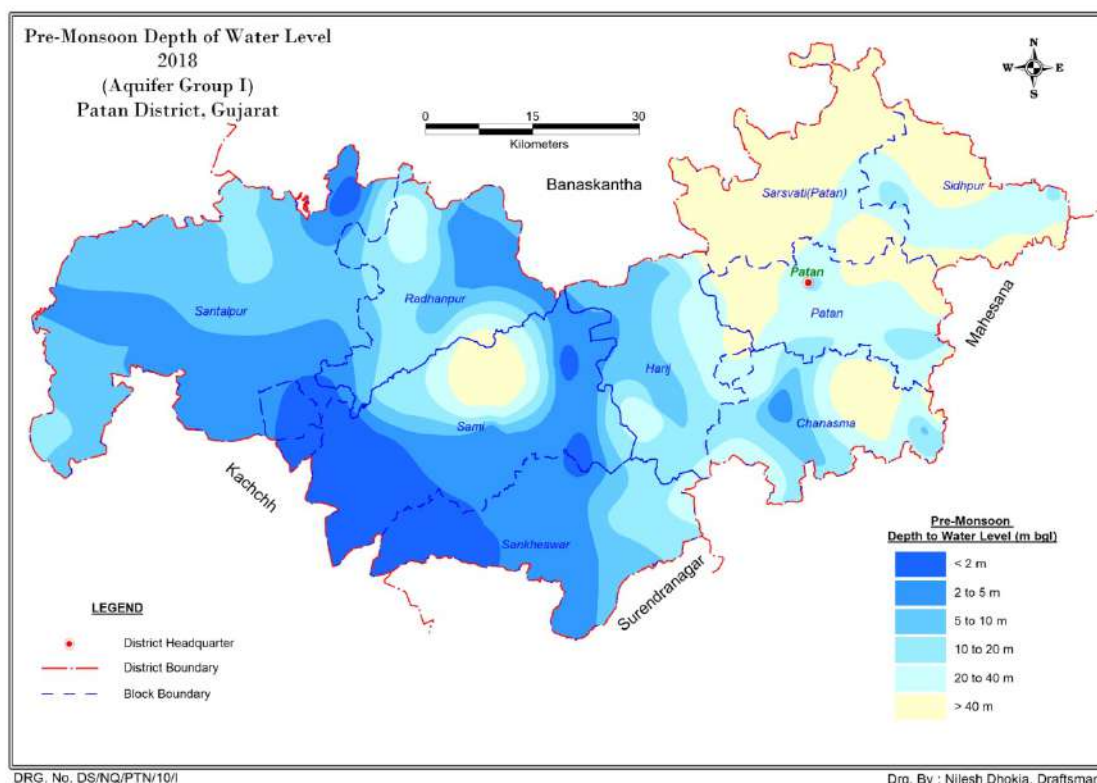 Pre-Monsoon Depth of Water Level
2018
(Aquifer Group I)
Patan District, Gujarat
N
W E
S
0 15 30
Kilometers
Banaskantha
Sarsvati(Patan)
Sidhpur
Patan
Patan
Santalpur
Radhanpur
Mahesana
Harij
Sami
Chanasma
Kachchh
Sankheswar
Surendranagar
Pre-Monsoon
Depth to Water Level (m bgl)
< 2 m
2 to 5 m
5 to 10 m
10 to 20 m
20 to 40 m
> 40 m
LEGEND
District Headquarter
District Boundary
Block Boundary
DRG. No. DS/NQ/PTN/10/I
Drg. By : Nilesh Dhokia, Draftsman